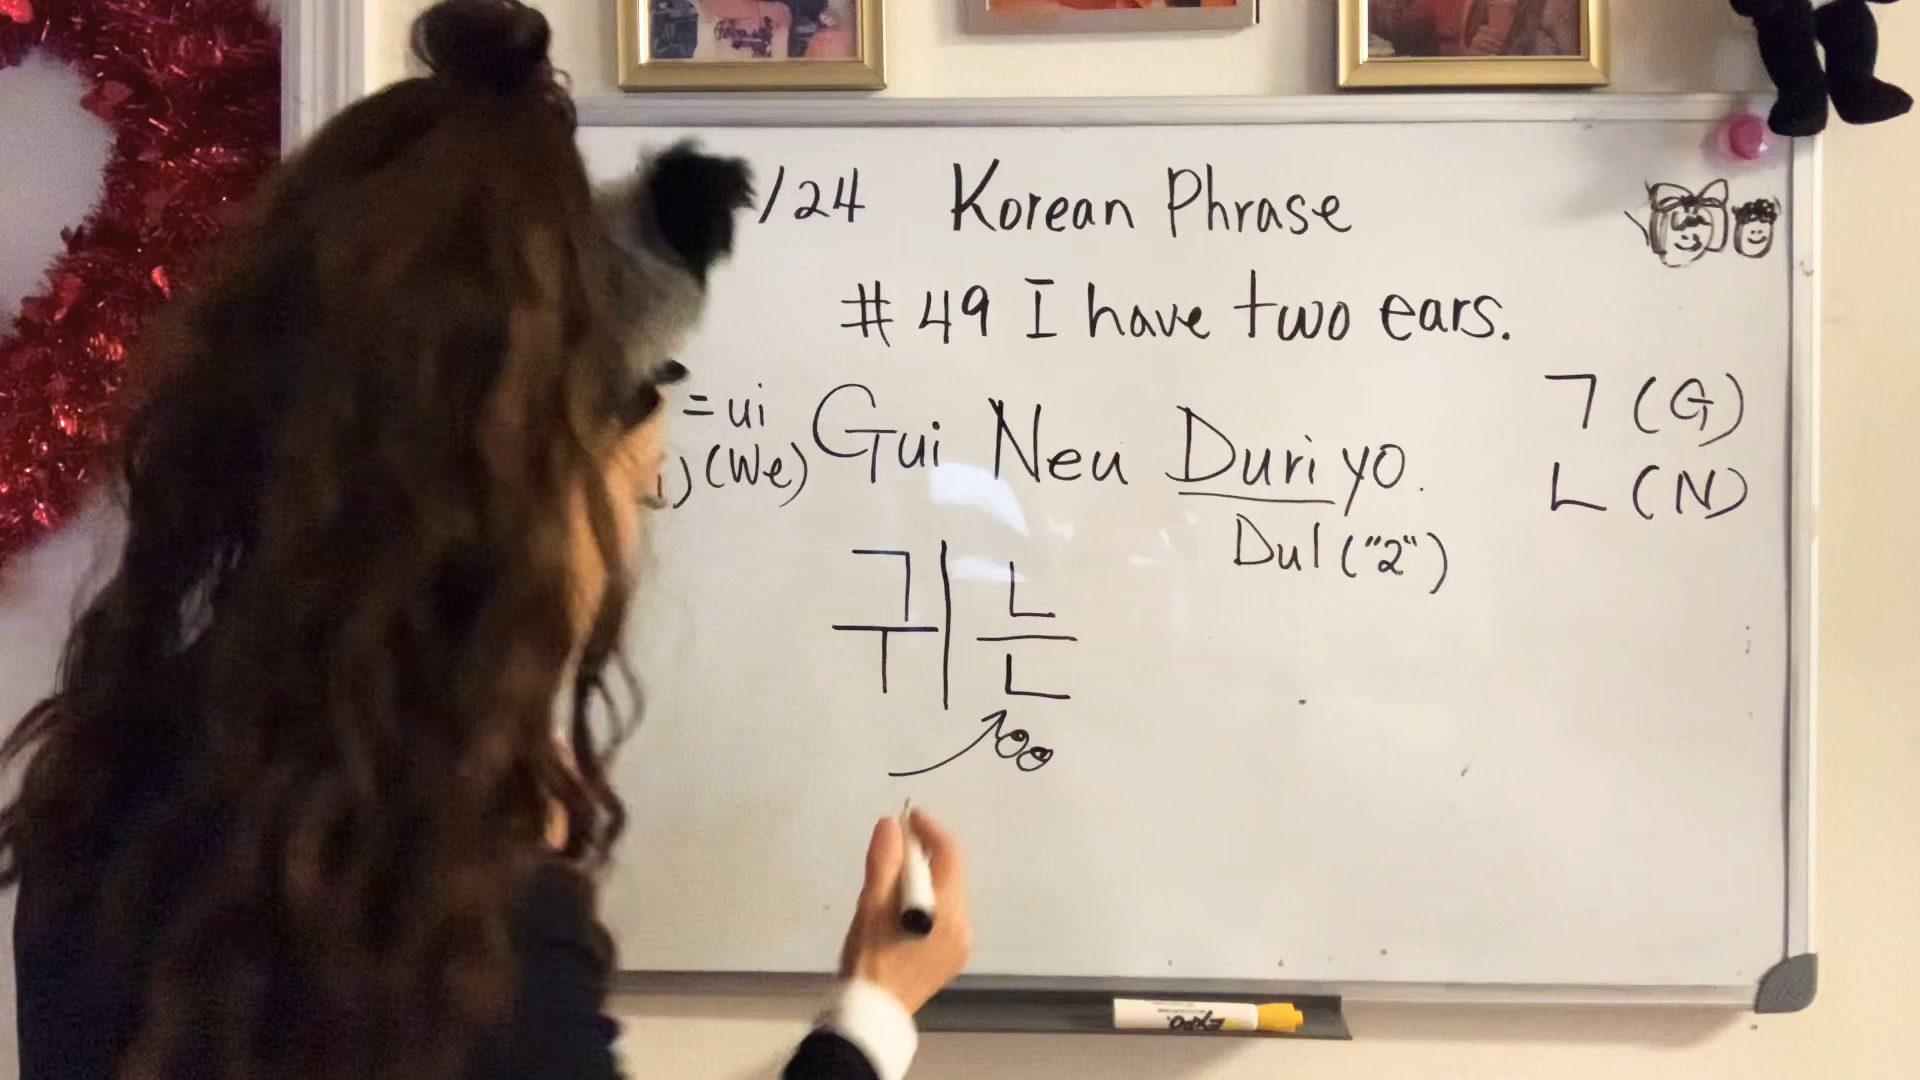 /24 Korean Phrase
# 49 I have two ears.
= ui
(We)
Gui Neu Duri yo.
Dul ("2")
ㄱ (G)
ㄴ (N)
귀 는
EXPO